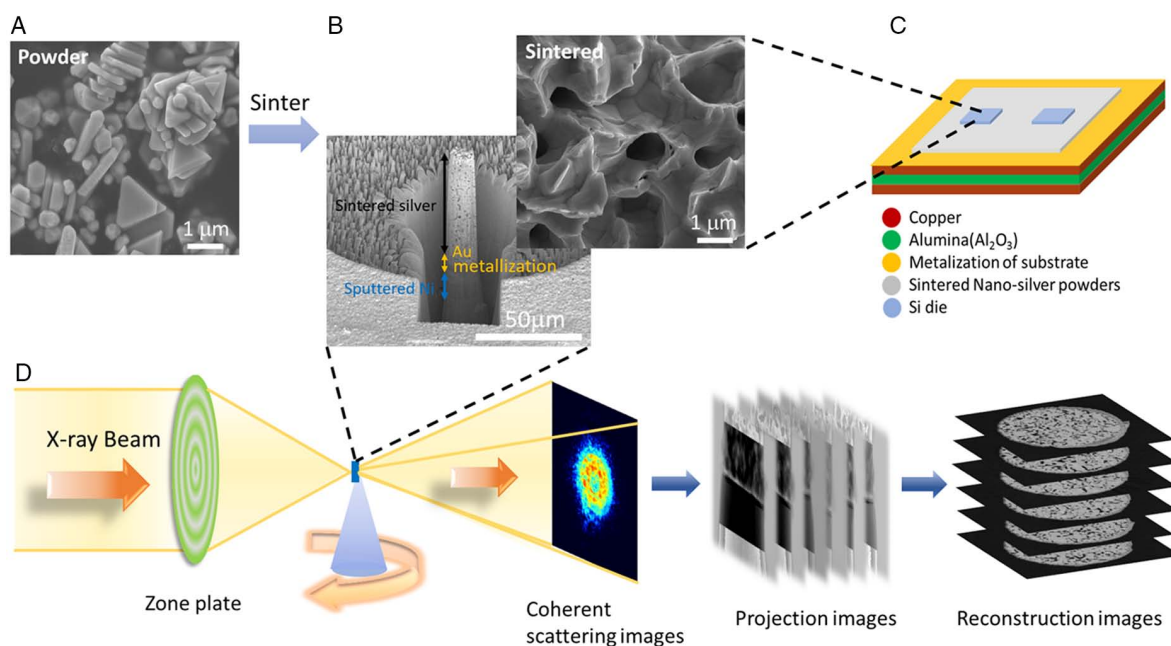 A
Powder
1 μm
Sinter
B
Sintered
1 μm
Sintered silver
Au
metallization
Sputtered Ni
50μm
C
Copper
Alumina(Al₂O₃)
Metalization of substrate
Sintered Nano-silver powders
Si die
D
X-ray Beam
Zone plate
Coherent
scattering images
Projection images
Reconstruction images